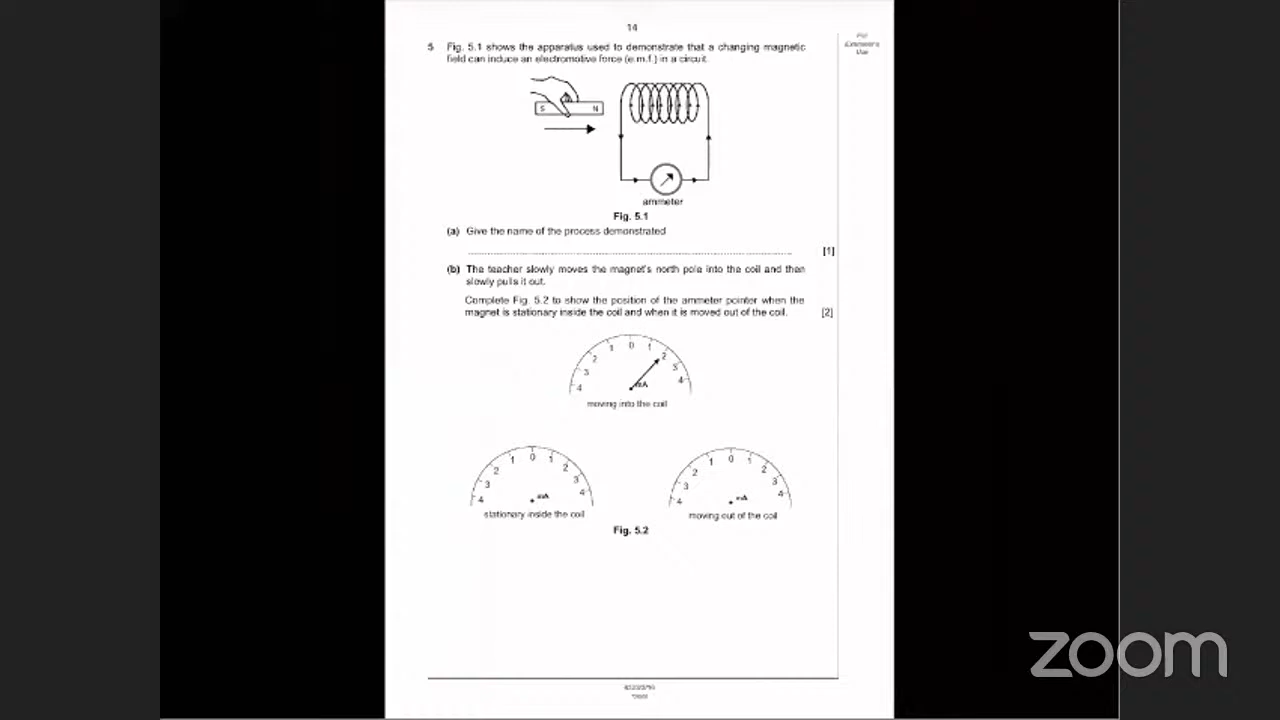 14
For
Examiner's
Use
5 Fig. 5.1 shows the apparatus used to demonstrate that a changing magnetic
field can induce an electromotive force (e.m.f.) in a circuit.
S N
ammeter
Fig. 5.1
(a) Give the name of the process demonstrated
[1]
(b) The teacher slowly moves the magnet's north pole into the coil and then
slowly pulls it out.
Complete Fig. 5.2 to show the position of the ammeter pointer when the
magnet is stationary inside the coil and when it is moved out of the coil. [2]
4 3 2 1 0 1 2 3 4
mA
moving into the coil
4 3 2 1 0 1 2 3 4
mA
stationary inside the coil
4 3 2 1 0 1 2 3 4
mA
moving out of the coil
Fig. 5.2
zoom